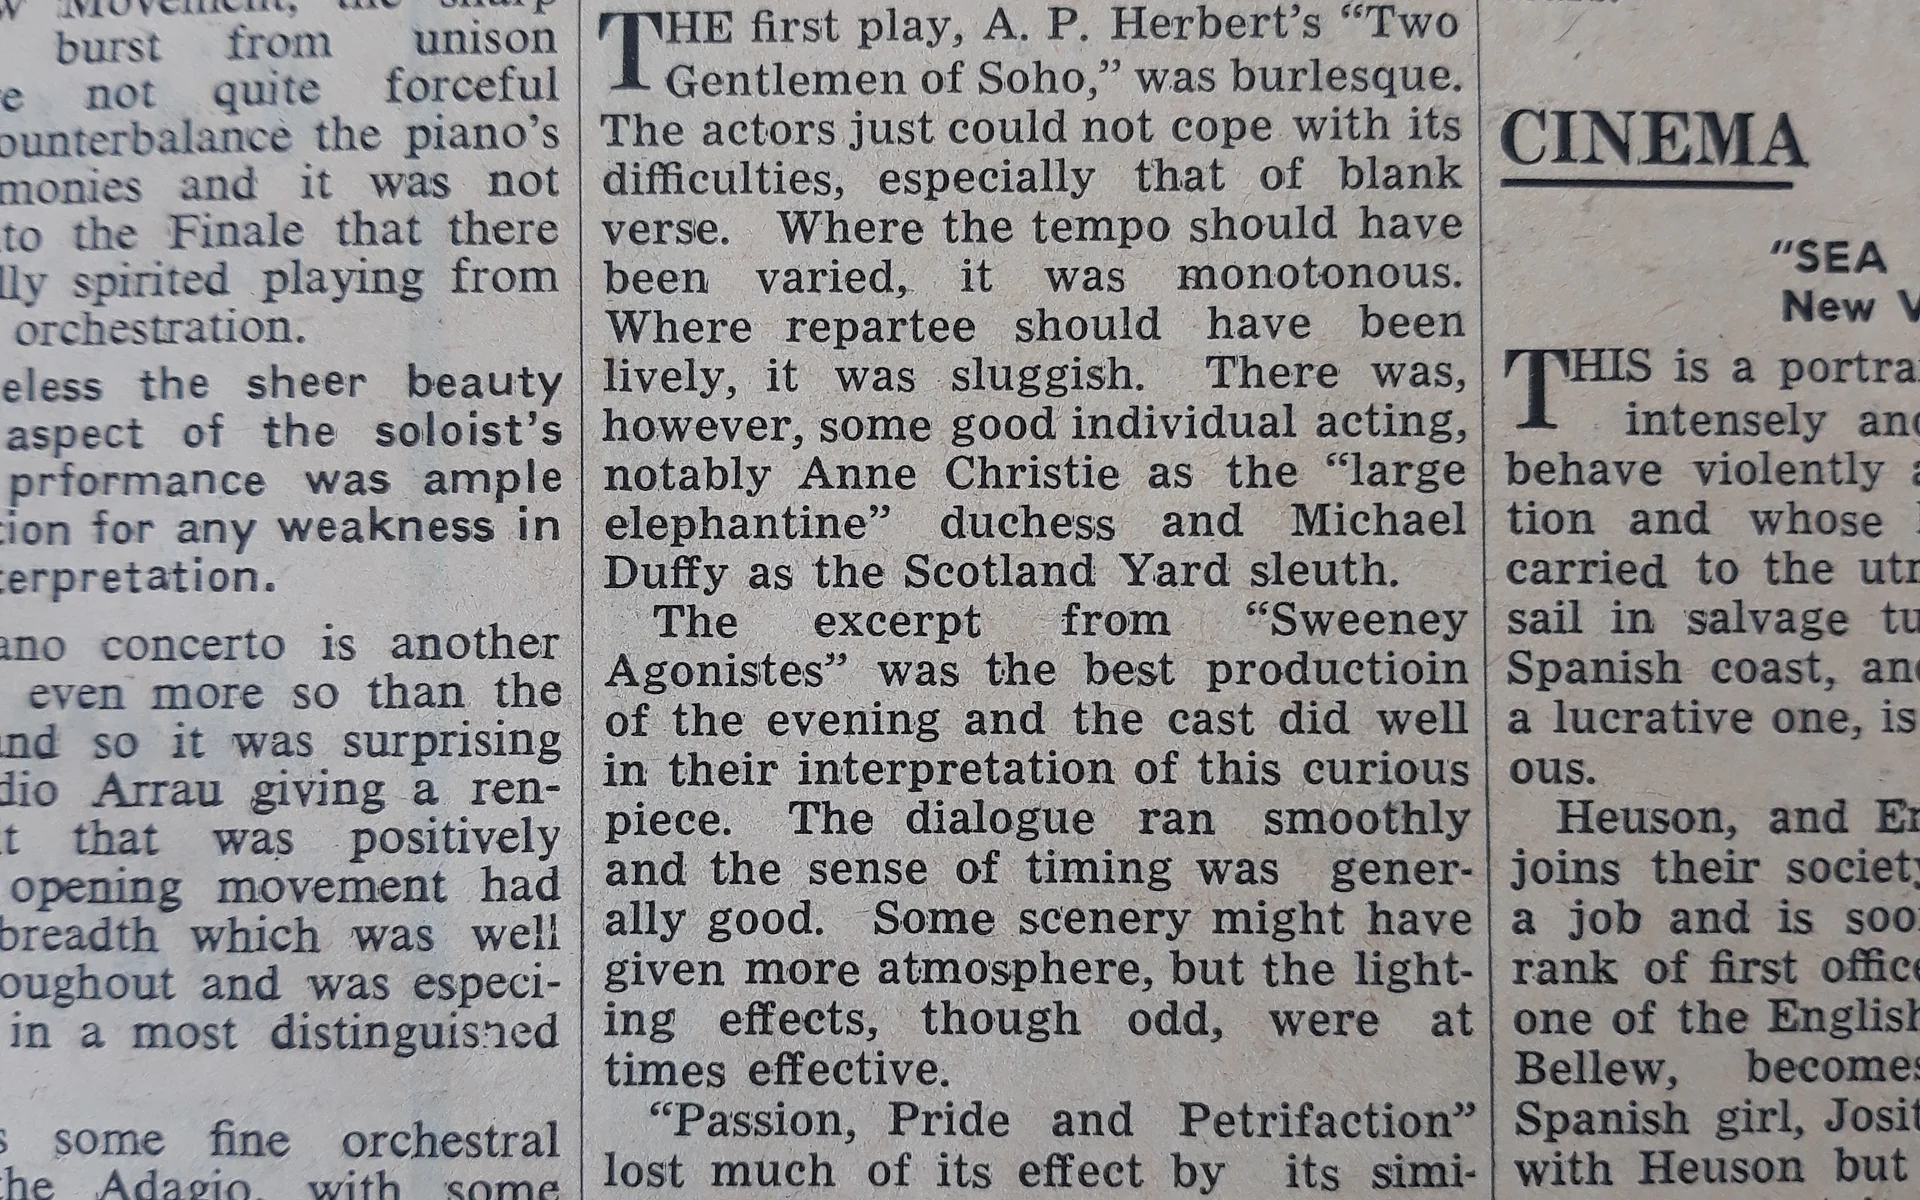 burst from unison
not quite forceful
the piano's
and it was not
to the Finale that there
spirited playing from
orchestration.
the sheer beauty
aspect of the soloist's
prformance was ample
for any weakness in
concerto is another
even more so than the
so it was surprising
Arrau giving a ren-
that was positively
opening movement had
breadth which was well
and was especi-
in a most distinguished
some fine orchestral
Adagio, with some
THE first play, A. P. Herbert's "Two
Gentlemen of Soho," was burlesque.
The actors just could not cope with its
difficulties, especially that of blank
verse. Where the tempo should have
been varied, it was monotonous.
Where repartee should have been
lively, it was sluggish. There was,
however, some good individual acting,
notably Anne Christie as the "large
elephantine" duchess and Michael
Duffy as the Scotland Yard sleuth.
The excerpt from "Sweeney
Agonistes" was the best productioin
of the evening and the cast did well
in their interpretation of this curious
piece. The dialogue ran smoothly
and the sense of timing was gener-
ally good. Some scenery might have
given more atmosphere, but the light-
ing effects, though odd, were at
times effective.
"Passion, Pride and Petrifaction"
lost much of its effect by its simi-
CINEMA
"SEA
New
THIS is a
intensely
behave violently
tion and whose
carried to the
sail in salvage
Spanish coast,
a lucrative one, is
ous.
Heuson, and
joins their
a job and is
rank of first
one of the English
Bellew, becomes
Spanish girl,
with Heuson but